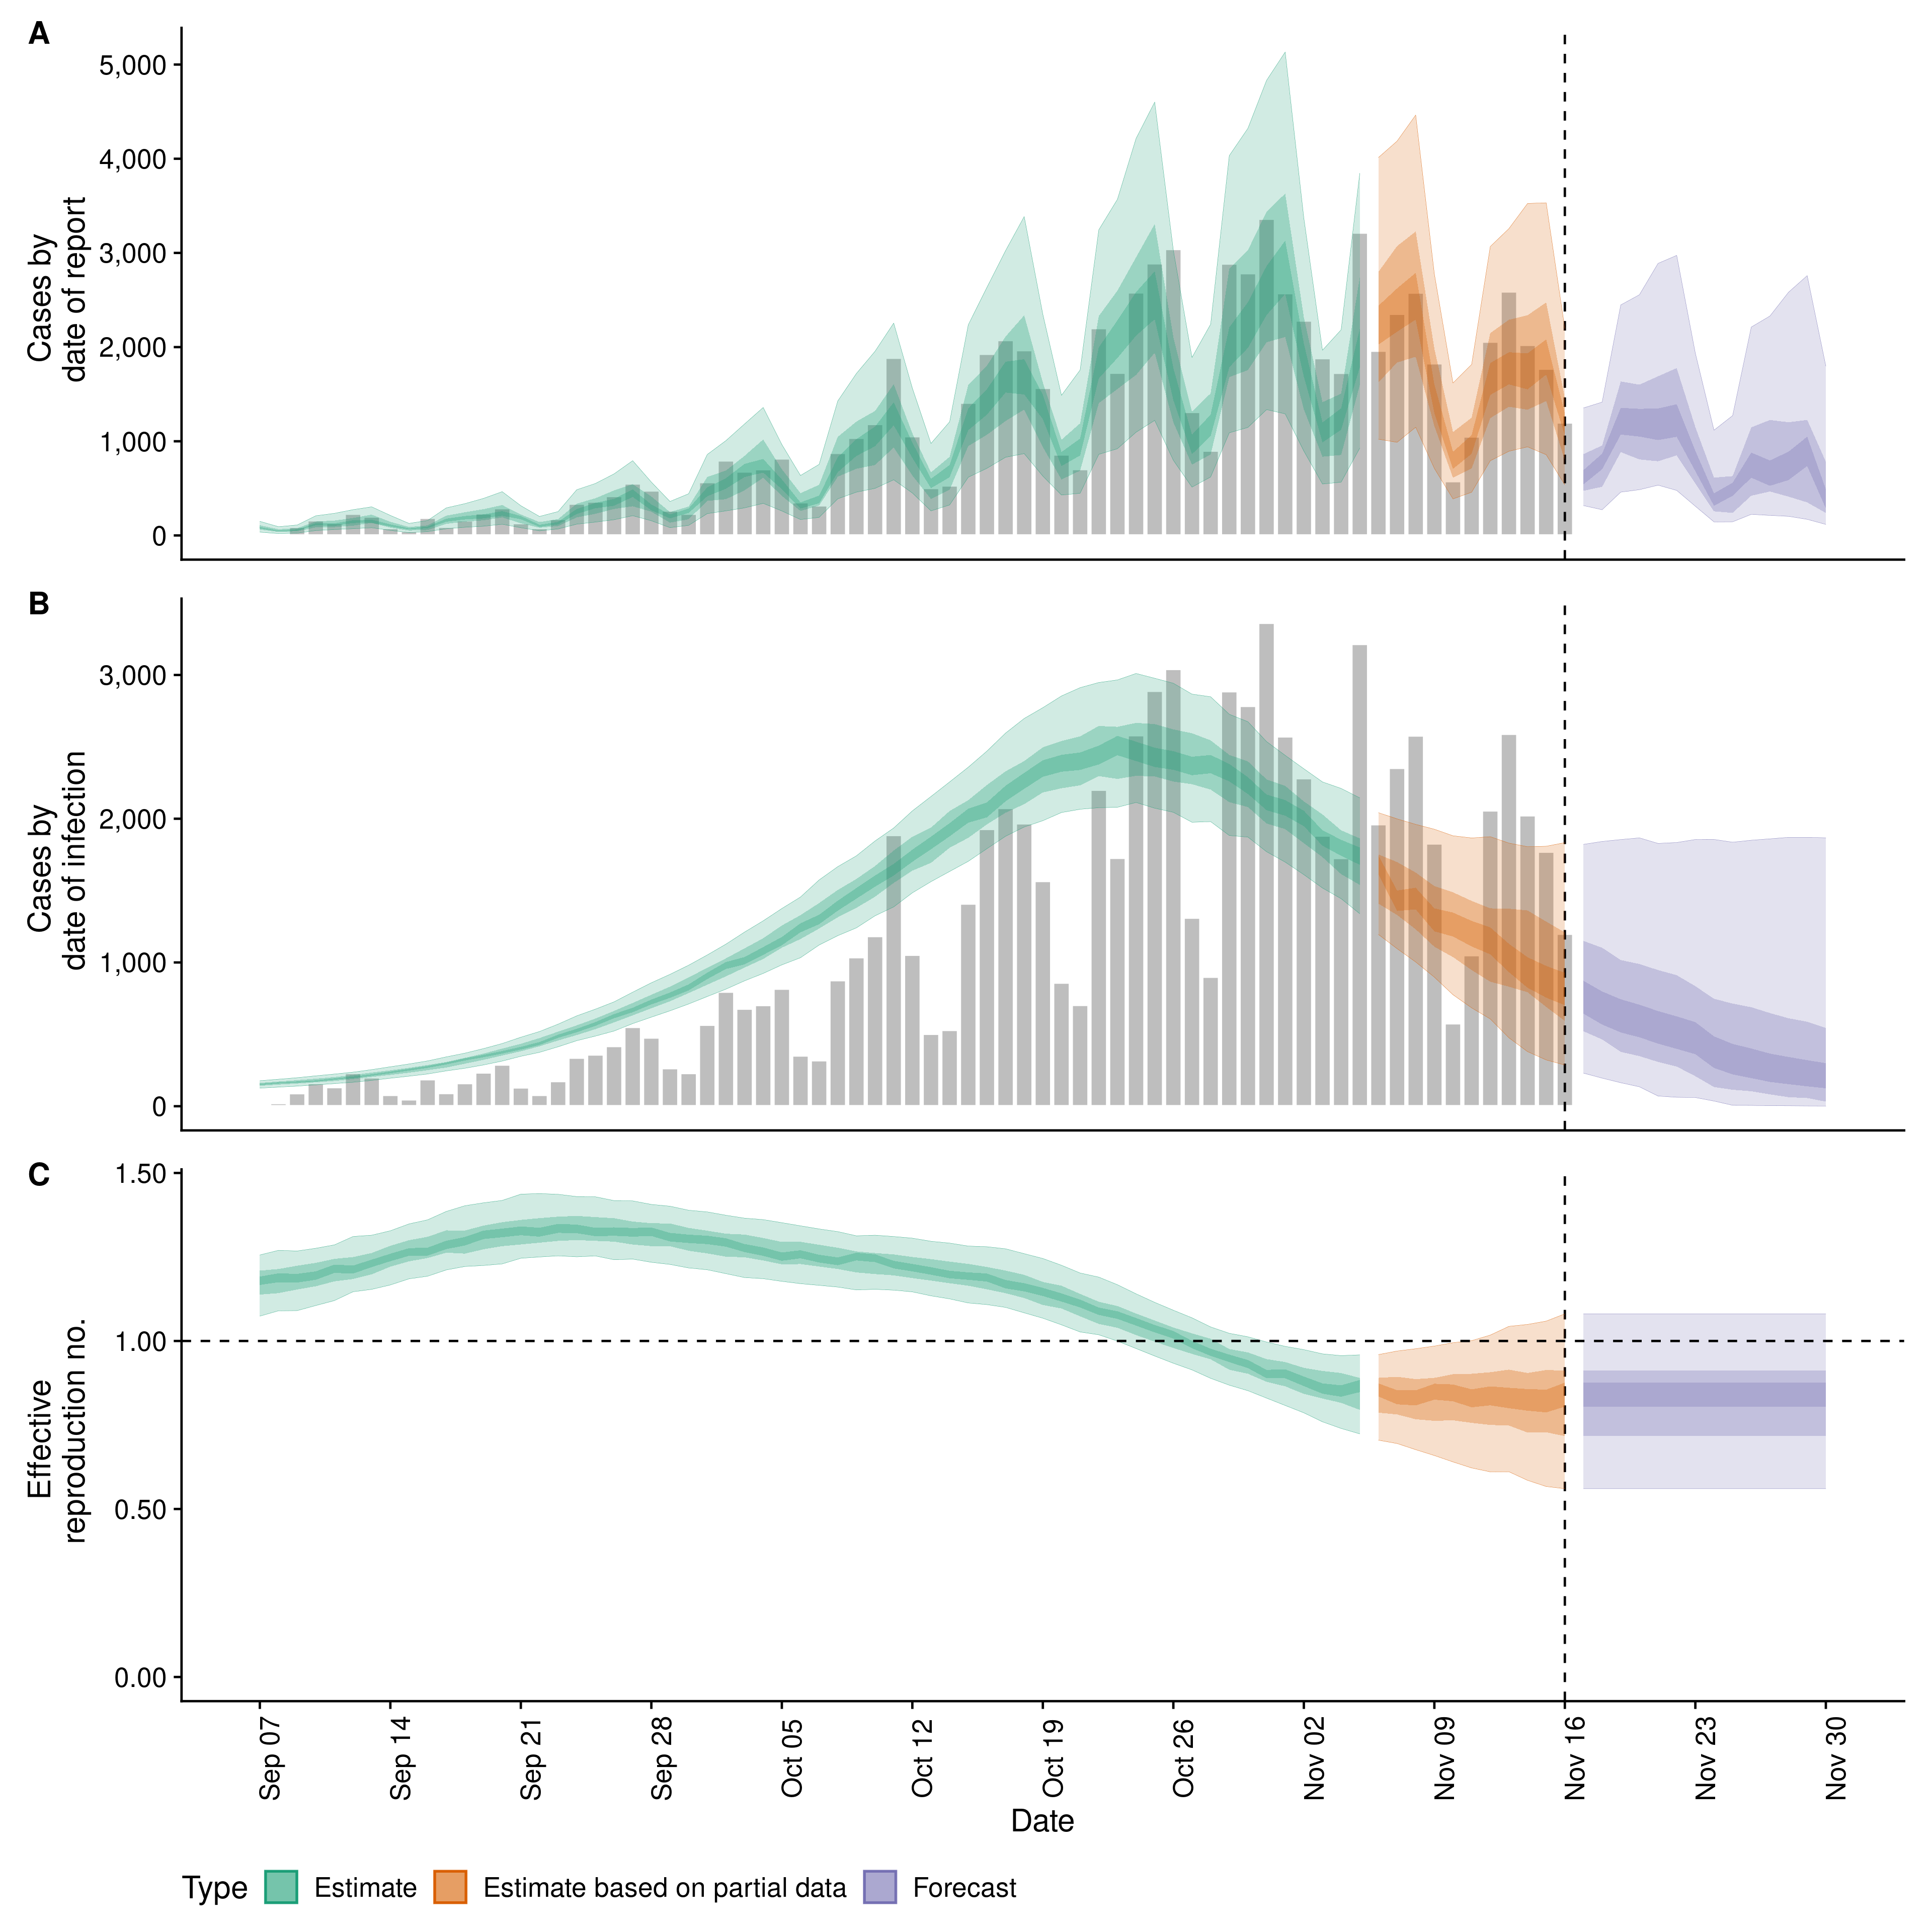 A
Cases by
date of report
5,000
4,000
3,000
2,000
1,000
0
B
Cases by
date of infection
3,000
2,000
1,000
0
C
Effective
reproduction no.
1.50
1.00
0.50
0.00
Sep 07
Sep 14
Sep 21
Sep 28
Oct 05
Oct 12
Oct 19
Oct 26
Nov 02
Nov 09
Nov 16
Nov 23
Nov 30
Date
Type Estimate Estimate based on partial data Forecast